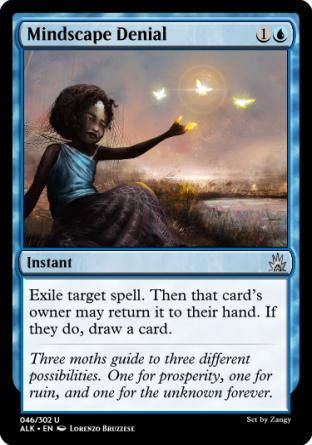 Mindscape Denial 1
Instant
Exile target spell. Then that card's
owner may return it to their hand. If
they do, draw a card.
Three moths guide to three different
possibilities. One for prosperity, one for
ruin, and one for the unknown forever.
046/302 U
Set by Zangy
ALK • EN Lorenzo Bruzzese